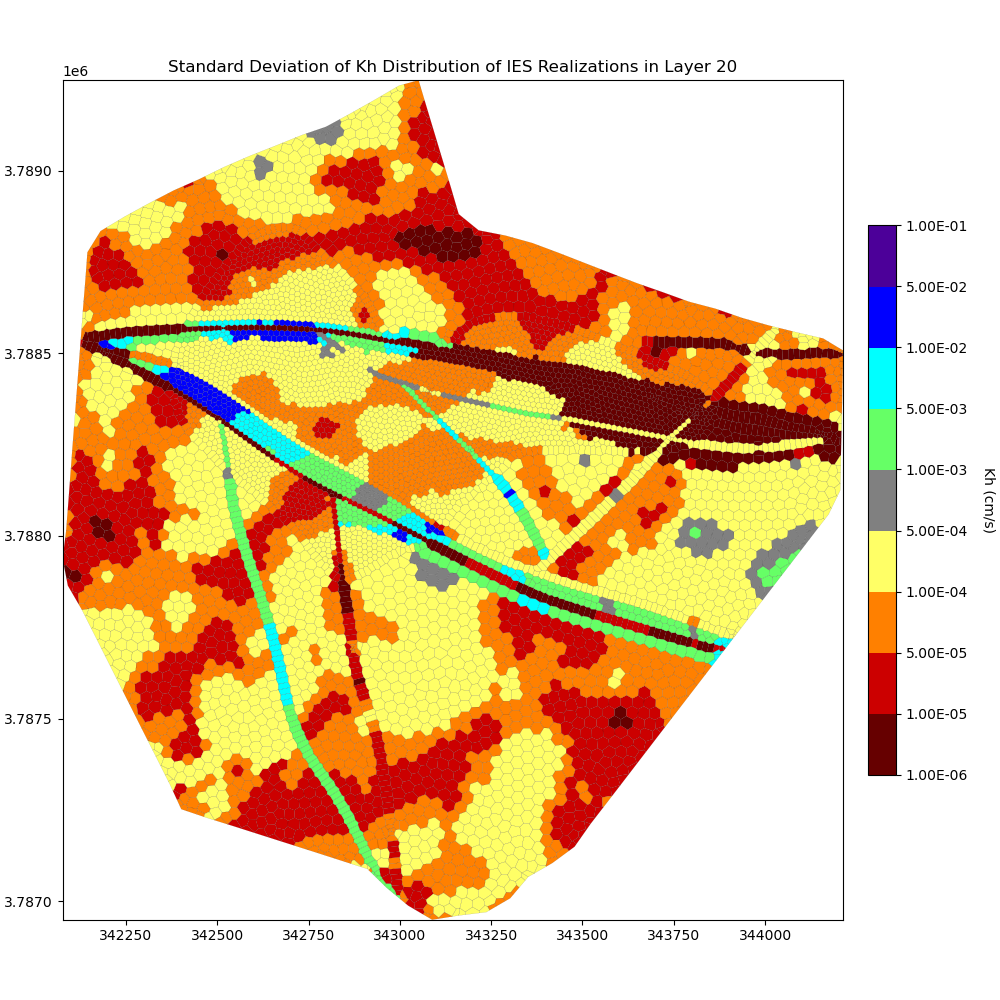 Standard Deviation of Kh Distribution of IES Realizations in Layer 20
1e6
3.7890
3.7885
3.7880
3.7875
3.7870
342250 342500 342750 343000 343250 343500 343750 344000
1.00E-01
5.00E-02
1.00E-02
5.00E-03
1.00E-03
5.00E-04
1.00E-04
5.00E-05
1.00E-05
1.00E-06
Kh (cm/s)